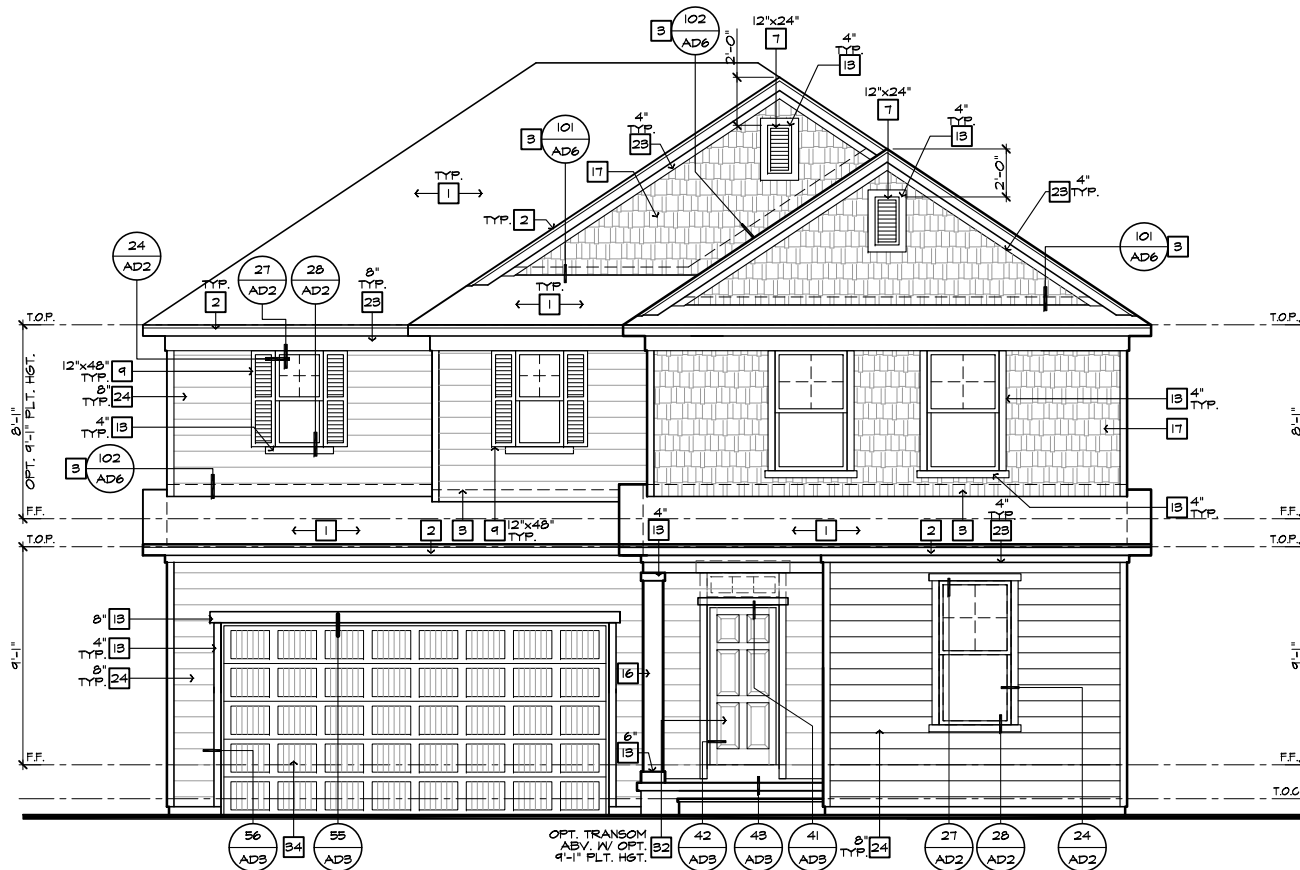 102
AD6
3
12"x24"
7
2'-0"
4"
TYP.
13
12"x24"
7
4"
TYP.
13
101
AD6
3
4"
TYP.
23
17
2'-0"
4"
TYP.
23
TYP.
1
TYP.
2
101
AD6
3
24
AD2
27
AD2
28
AD2
TYP.
2
8"
23
TYP.
1
T.O.P.
T.O.P.
12"x48"
TYP.
9
8"
TYP.
24
4"
TYP.
13
8'-1"
OPT. 9'-1" PLT. HGT.
13
4"
TYP.
17
8'-1"
3
102
AD6
F.F.
1
2
3
9
12"x48"
TYP.
4"
13
1
2
3
4"
TYP.
23
13
4"
TYP.
F.F.
T.O.P.
T.O.P.
8"
13
4"
TYP.
13
8"
TYP.
24
9'-1"
16
6"
13
9'-1"
F.F.
F.F.
T.O.C
56
AD3
34
55
AD3
OPT. TRANSOM
ABV. W/ OPT.
9'-1" PLT. HGT.
32
42
AD3
43
AD3
41
AD3
8"
TYP.
24
27
AD2
28
AD2
24
AD2